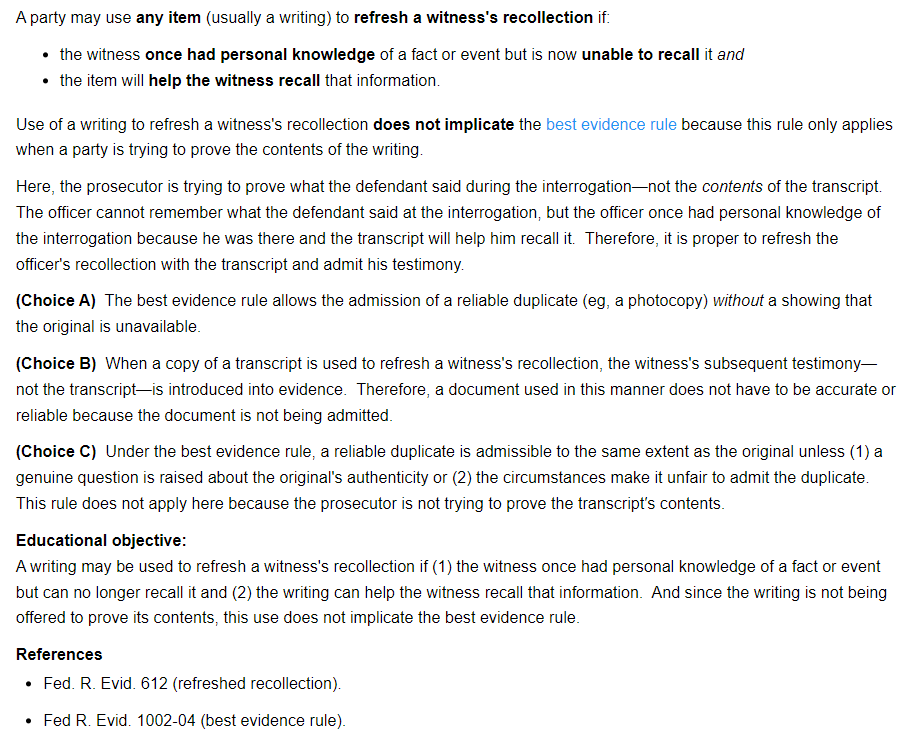 A party may use any item (usually a writing) to refresh a witness's recollection if:
• the witness once had personal knowledge of a fact or event but is now unable to recall it and
• the item will help the witness recall that information.
Use of a writing to refresh a witness's recollection does not implicate the best evidence rule because this rule only applies
when a party is trying to prove the contents of the writing.
Here, the prosecutor is trying to prove what the defendant said during the interrogation—not the contents of the transcript.
The officer cannot remember what the defendant said at the interrogation, but the officer once had personal knowledge of
the interrogation because he was there and the transcript will help him recall it.  Therefore, it is proper to refresh the
officer's recollection with the transcript and admit his testimony.
(Choice A)  The best evidence rule allows the admission of a reliable duplicate (eg, a photocopy) without a showing that
the original is unavailable.
(Choice B)  When a copy of a transcript is used to refresh a witness's recollection, the witness's subsequent testimony—
not the transcript—is introduced into evidence.  Therefore, a document used in this manner does not have to be accurate or
reliable because the document is not being admitted.
(Choice C)  Under the best evidence rule, a reliable duplicate is admissible to the same extent as the original unless (1) a
genuine question is raised about the original's authenticity or (2) the circumstances make it unfair to admit the duplicate.
This rule does not apply here because the prosecutor is not trying to prove the transcript's contents.
Educational objective:
A writing may be used to refresh a witness's recollection if (1) the witness once had personal knowledge of a fact or event
but can no longer recall it and (2) the writing can help the witness recall that information.  And since the writing is not being
offered to prove its contents, this use does not implicate the best evidence rule.
References
• Fed. R. Evid. 612 (refreshed recollection).
• Fed R. Evid. 1002-04 (best evidence rule).